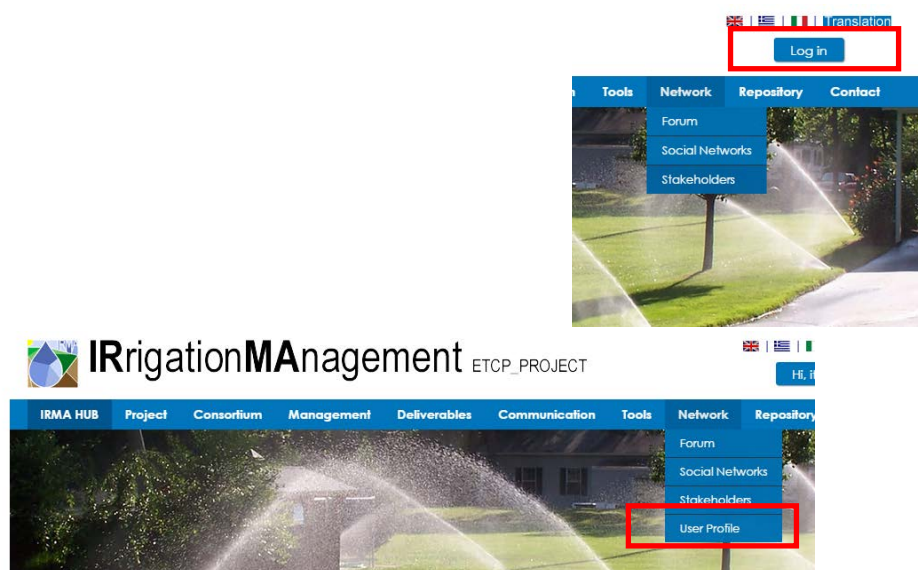 | | | Translation
Log in
Tools Network Repository Contact
Forum
Social Networks
Stakeholders
IRrigationMAnagement ETCP_PROJECT
| |
Hi,
IRMA HUB Project Consortium Management Deliverables Communication Tools Network Repository
Forum
Social Networks
Stakeholders
User Profile